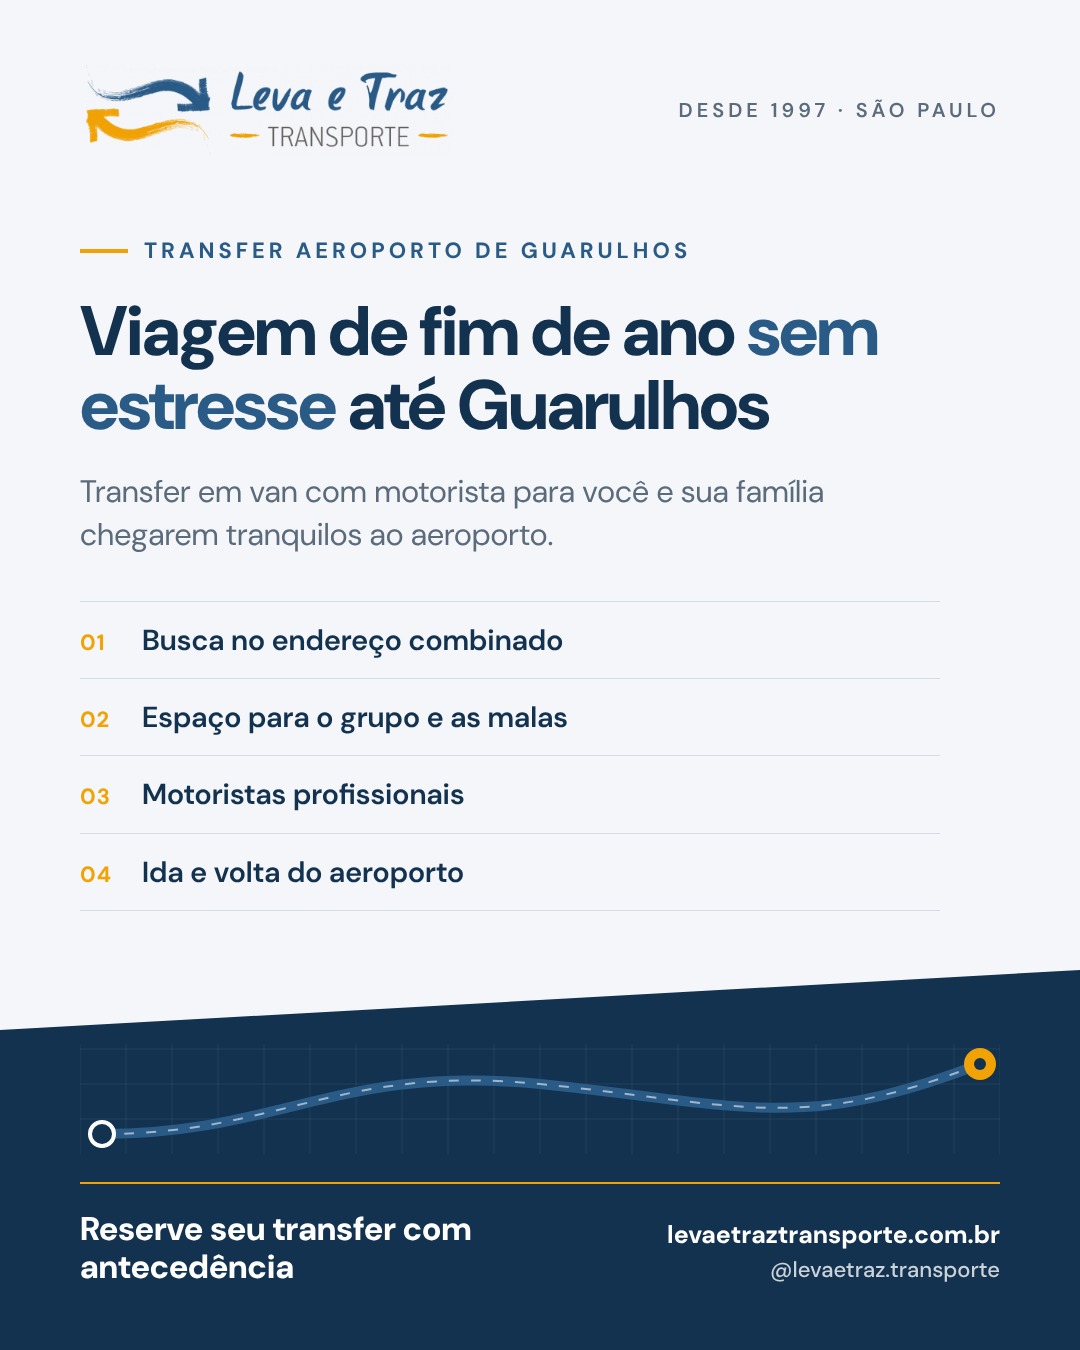 Leva e Traz
TRANSPORTE
DESDE 1997 · SÃO PAULO
TRANSFER AEROPORTO DE GUARULHOS
Viagem de fim de ano sem
estresse até Guarulhos
Transfer em van com motorista para você e sua família
chegarem tranquilos ao aeroporto.
01 Busca no endereço combinado
02 Espaço para o grupo e as malas
03 Motoristas profissionais
04 Ida e volta do aeroporto
Reserve seu transfer com
antecedência
levaetraztransporte.com.br
@levaetraz.transporte